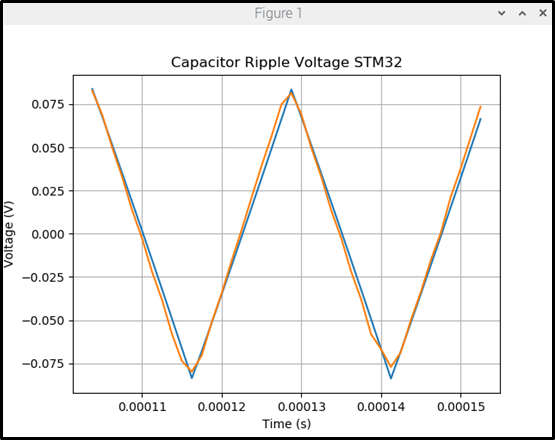 Figure 1
Capacitor Ripple Voltage STM32
0.075
0.050
0.025
0.000
−0.025
−0.050
−0.075
Voltage (V)
0.00011 0.00012 0.00013 0.00014 0.00015
Time (s)